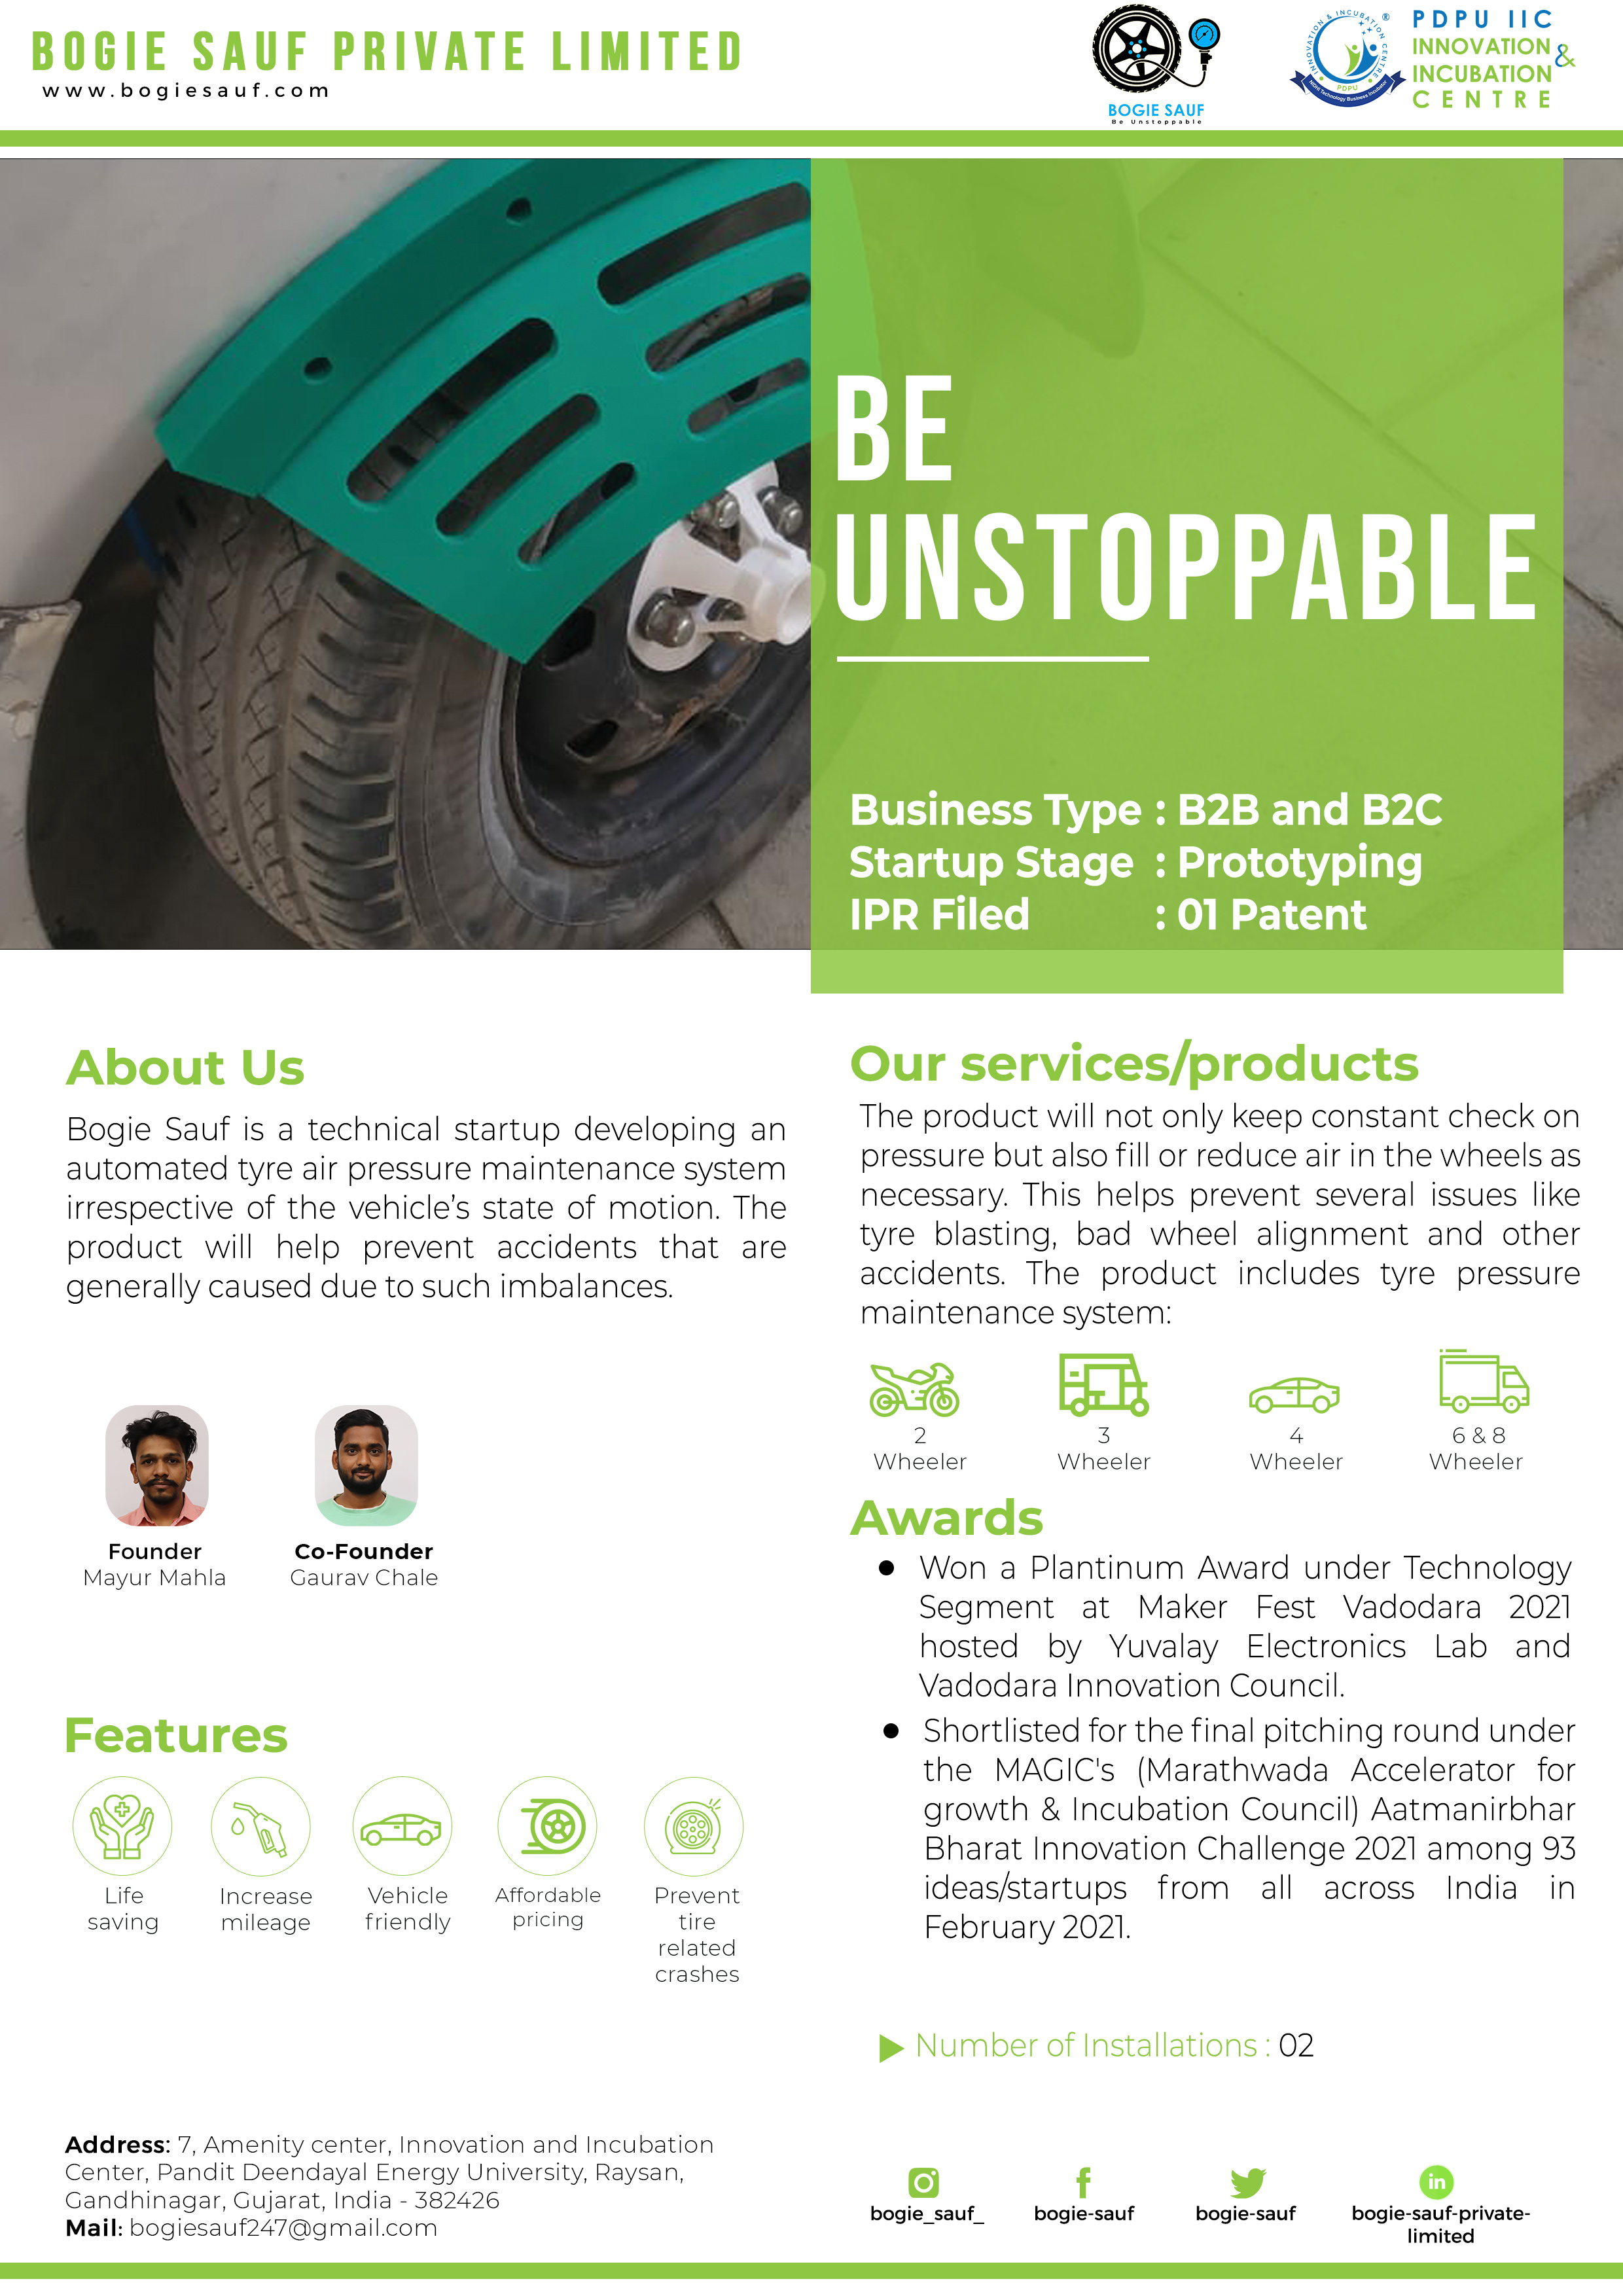 BOGIE SAUF PRIVATE LIMITED
www.bogiesauf.com
BOGIE SAUF
Be Unstoppable
INNOVATION & INCUBATION CENTRE
PDPU
NIDHI Technology Business Incubator
®
PDPU IIC
INNOVATION &
INCUBATION
CENTRE
BE
UNSTOPPABLE
Business Type : B2B and B2C
Startup Stage : Prototyping
IPR Filed : 01 Patent
About Us
Bogie Sauf is a technical startup developing an
automated tyre air pressure maintenance system
irrespective of the vehicle’s state of motion. The
product will help prevent accidents that are
generally caused due to such imbalances.
Founder
Mayur Mahla
Co-Founder
Gaurav Chale
Features
Life
saving
Increase
mileage
Vehicle
friendly
Affordable
pricing
Prevent
tire
related
crashes
Our services/products
The product will not only keep constant check on
pressure but also fill or reduce air in the wheels as
necessary. This helps prevent several issues like
tyre blasting, bad wheel alignment and other
accidents. The product includes tyre pressure
maintenance system:
2
Wheeler
3
Wheeler
4
Wheeler
6 & 8
Wheeler
Awards
● Won a Plantinum Award under Technology
Segment at Maker Fest Vadodara 2021
hosted by Yuvalay Electronics Lab and
Vadodara Innovation Council.
● Shortlisted for the final pitching round under
the MAGIC's (Marathwada Accelerator for
growth & Incubation Council) Aatmanirbhar
Bharat Innovation Challenge 2021 among 93
ideas/startups from all across India in
February 2021.
Number of Installations : 02
Address: 7, Amenity center, Innovation and Incubation
Center, Pandit Deendayal Energy University, Raysan,
Gandhinagar, Gujarat, India - 382426
Mail: bogiesauf247@gmail.com
bogie_sauf_
bogie-sauf
bogie-sauf
in
bogie-sauf-private-
limited